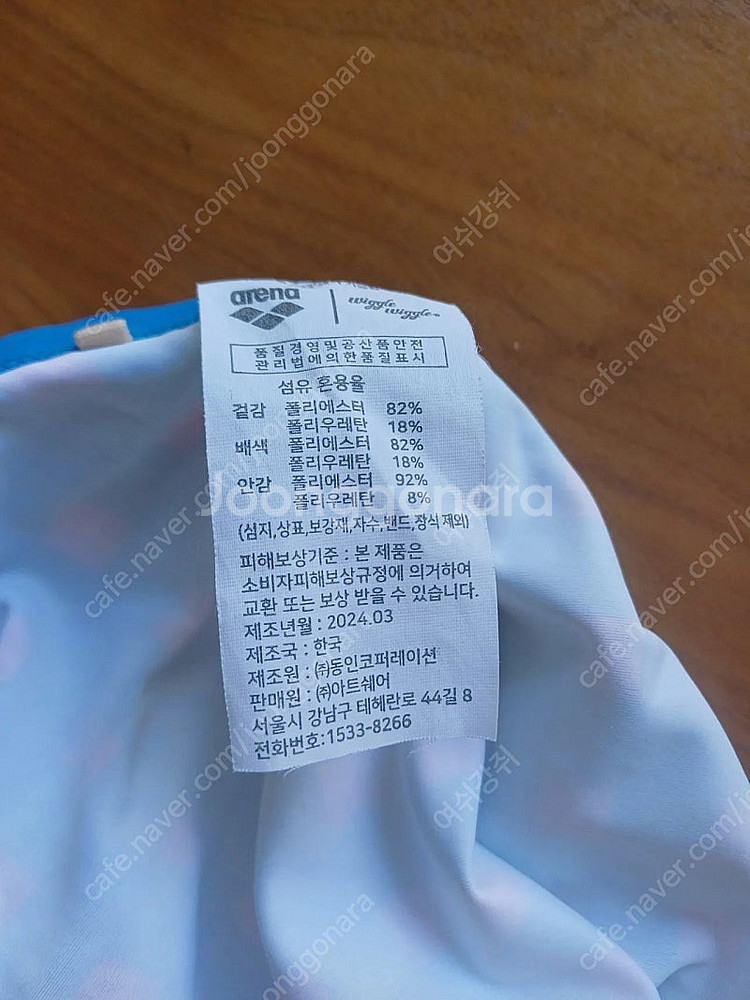 arena | wiggle wiggle
품질경영및공산품안전
관리법에의한품질표시
섬유 혼용율
겉감 폴리에스터 82%
폴리우레탄 18%
배색 폴리에스터 82%
폴리우레탄 18%
안감 폴리에스터 92%
폴리우레탄 8%
(심지,상표,보강재,자수,밴드,장식 제외)
피해보상기준 : 본 제품은
소비자피해보상규정에 의거하여
교환 또는 보상 받을 수 있습니다.
제조년월 : 2024.03
제조국 : 한국
제조원 : ㈜동인코퍼레이션
판매원 : ㈜아트쉐어
서울시 강남구 테헤란로 44길 8
전화번호:1533-8266
Joonggonara
cafe.naver.com/joonggonara
여쉬강쥐